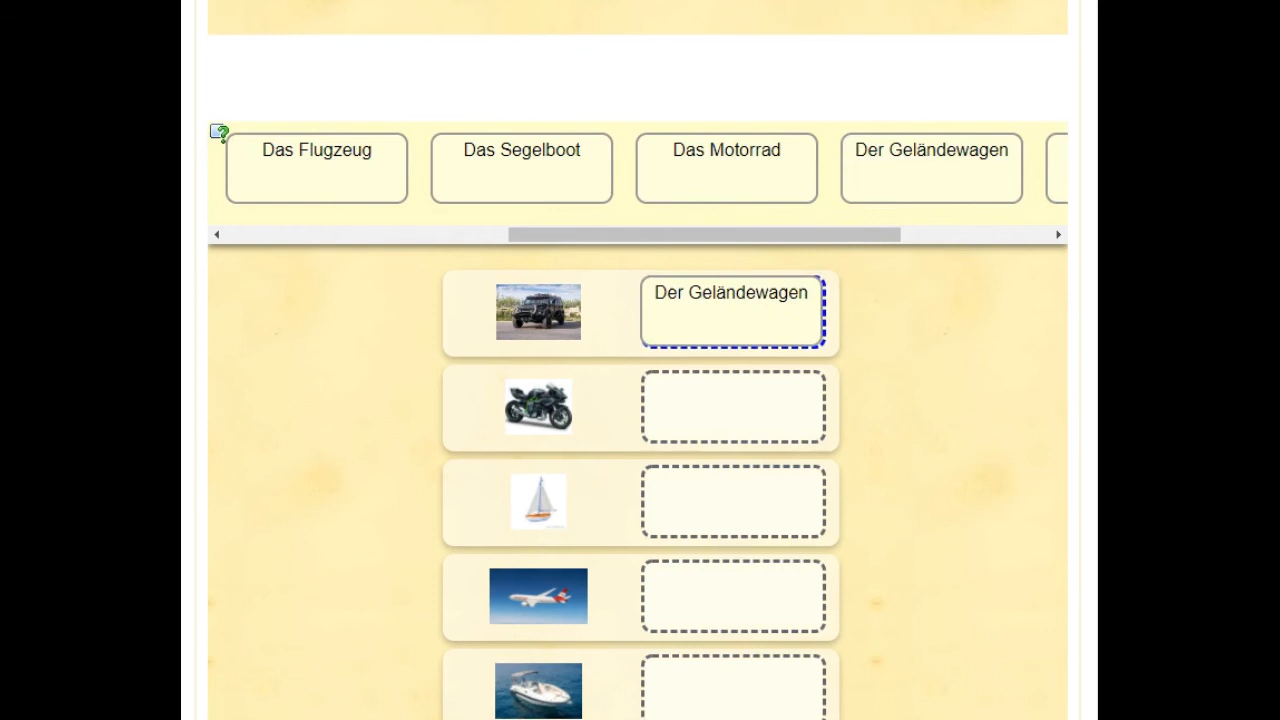 Das Flugzeug
Das Segelboot
Das Motorrad
Der Geländewagen
Der Geländewagen